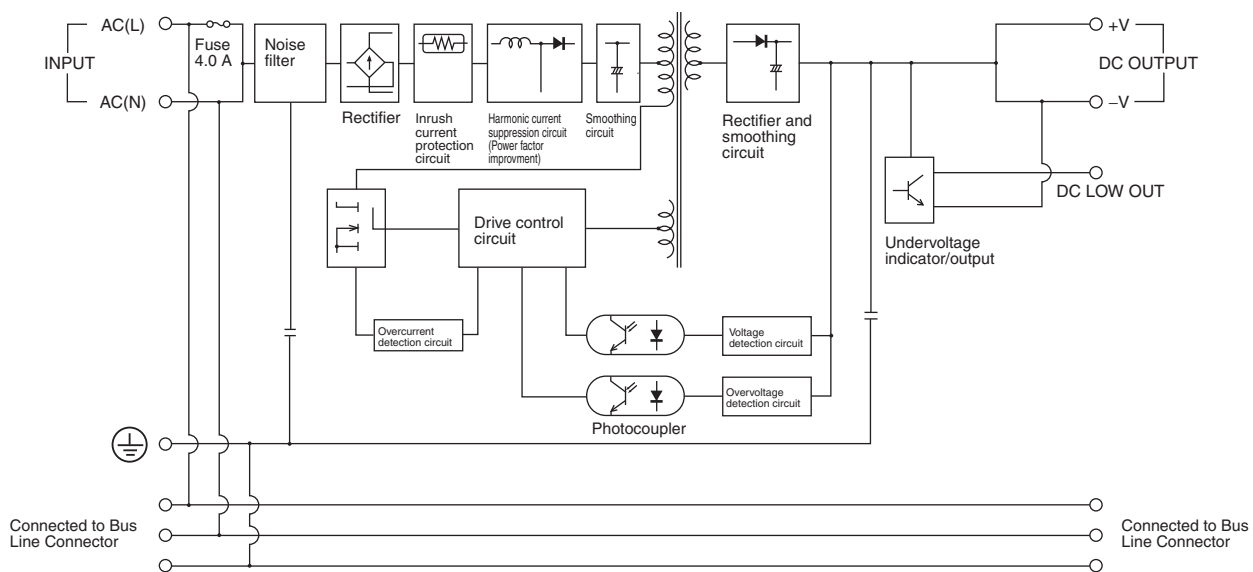 AC(L)
INPUT
AC(N)
Fuse
4.0 A
Noise
filter
Rectifier
Inrush
current
protection
circuit
Harmonic current
suppression circuit
(Power factor
improvment)
Smoothing
circuit
Rectifier and
smoothing
circuit
+V
DC OUTPUT
–V
DC LOW OUT
Undervoltage
indicator/output
Drive control
circuit
Overcurrent
detection circuit
Voltage
detection circuit
Overvoltage
detection circuit
Photocoupler
Connected to Bus
Line Connector
Connected to Bus
Line Connector